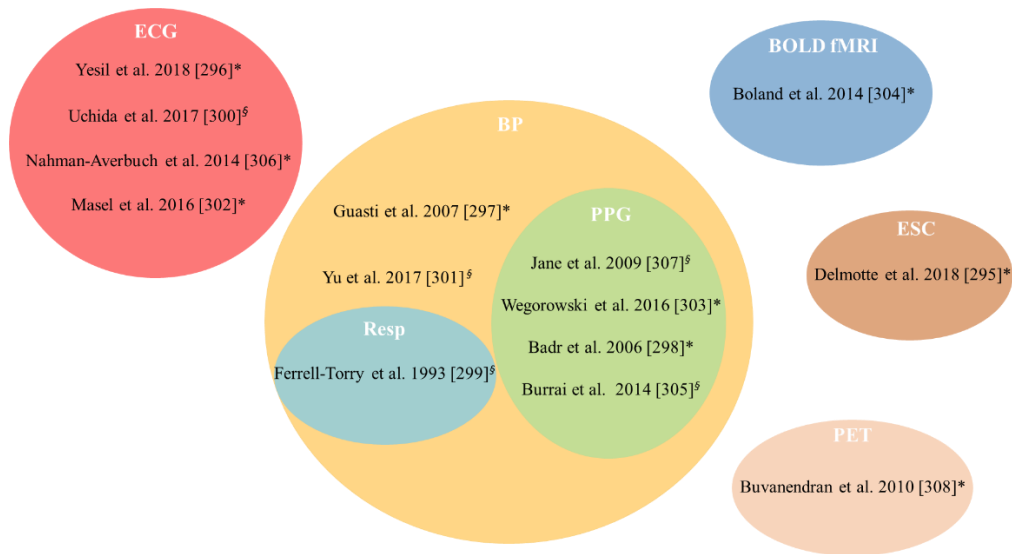 ECG
Yesil et al. 2018 [296]*
Uchida et al. 2017 [300]§
Nahman-Averbuch et al. 2014 [306]*
Masel et al. 2016 [302]*
BP
Guasti et al. 2007 [297]*
Yu et al. 2017 [301]§
Resp
Ferrell-Torry et al. 1993 [299]§
PPG
Jane et al. 2009 [307]§
Wegorowski et al. 2016 [303]*
Badr et al. 2006 [298]*
Burrai et al. 2014 [305]§
BOLD fMRI
Boland et al. 2014 [304]*
ESC
Delmotte et al. 2018 [295]*
PET
Buvanendran et al. 2010 [308]*